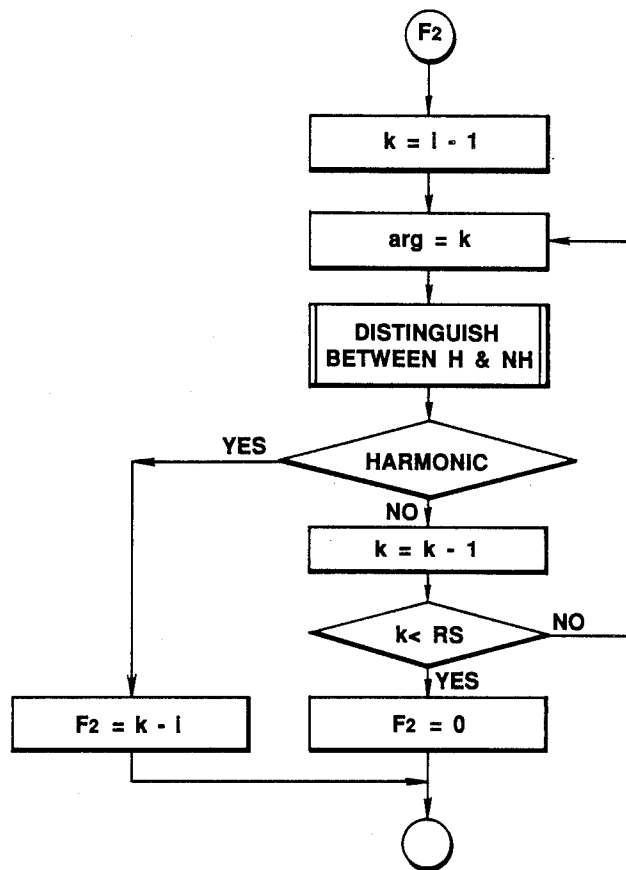 F2
k = i - 1
arg = k
DISTINGUISH
BETWEEN H & NH
YES
HARMONIC
NO
k = k - 1
k< RS
NO
YES
F2 = k - i
F2 = 0